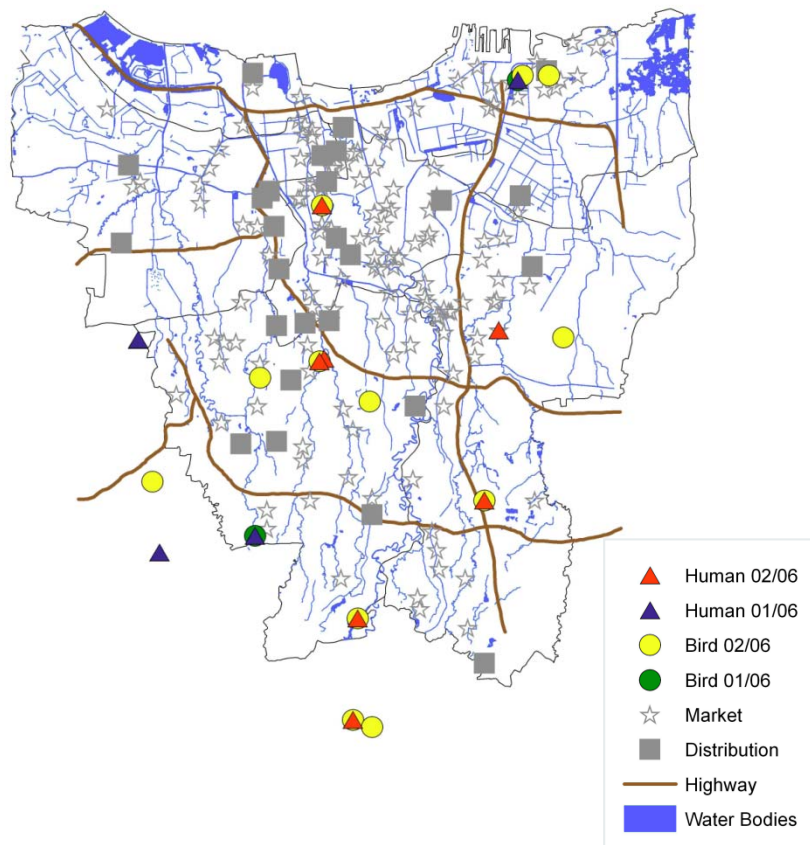 Human 02/06
Human 01/06
Bird 02/06
Bird 01/06
Market
Distribution
Highway
Water Bodies